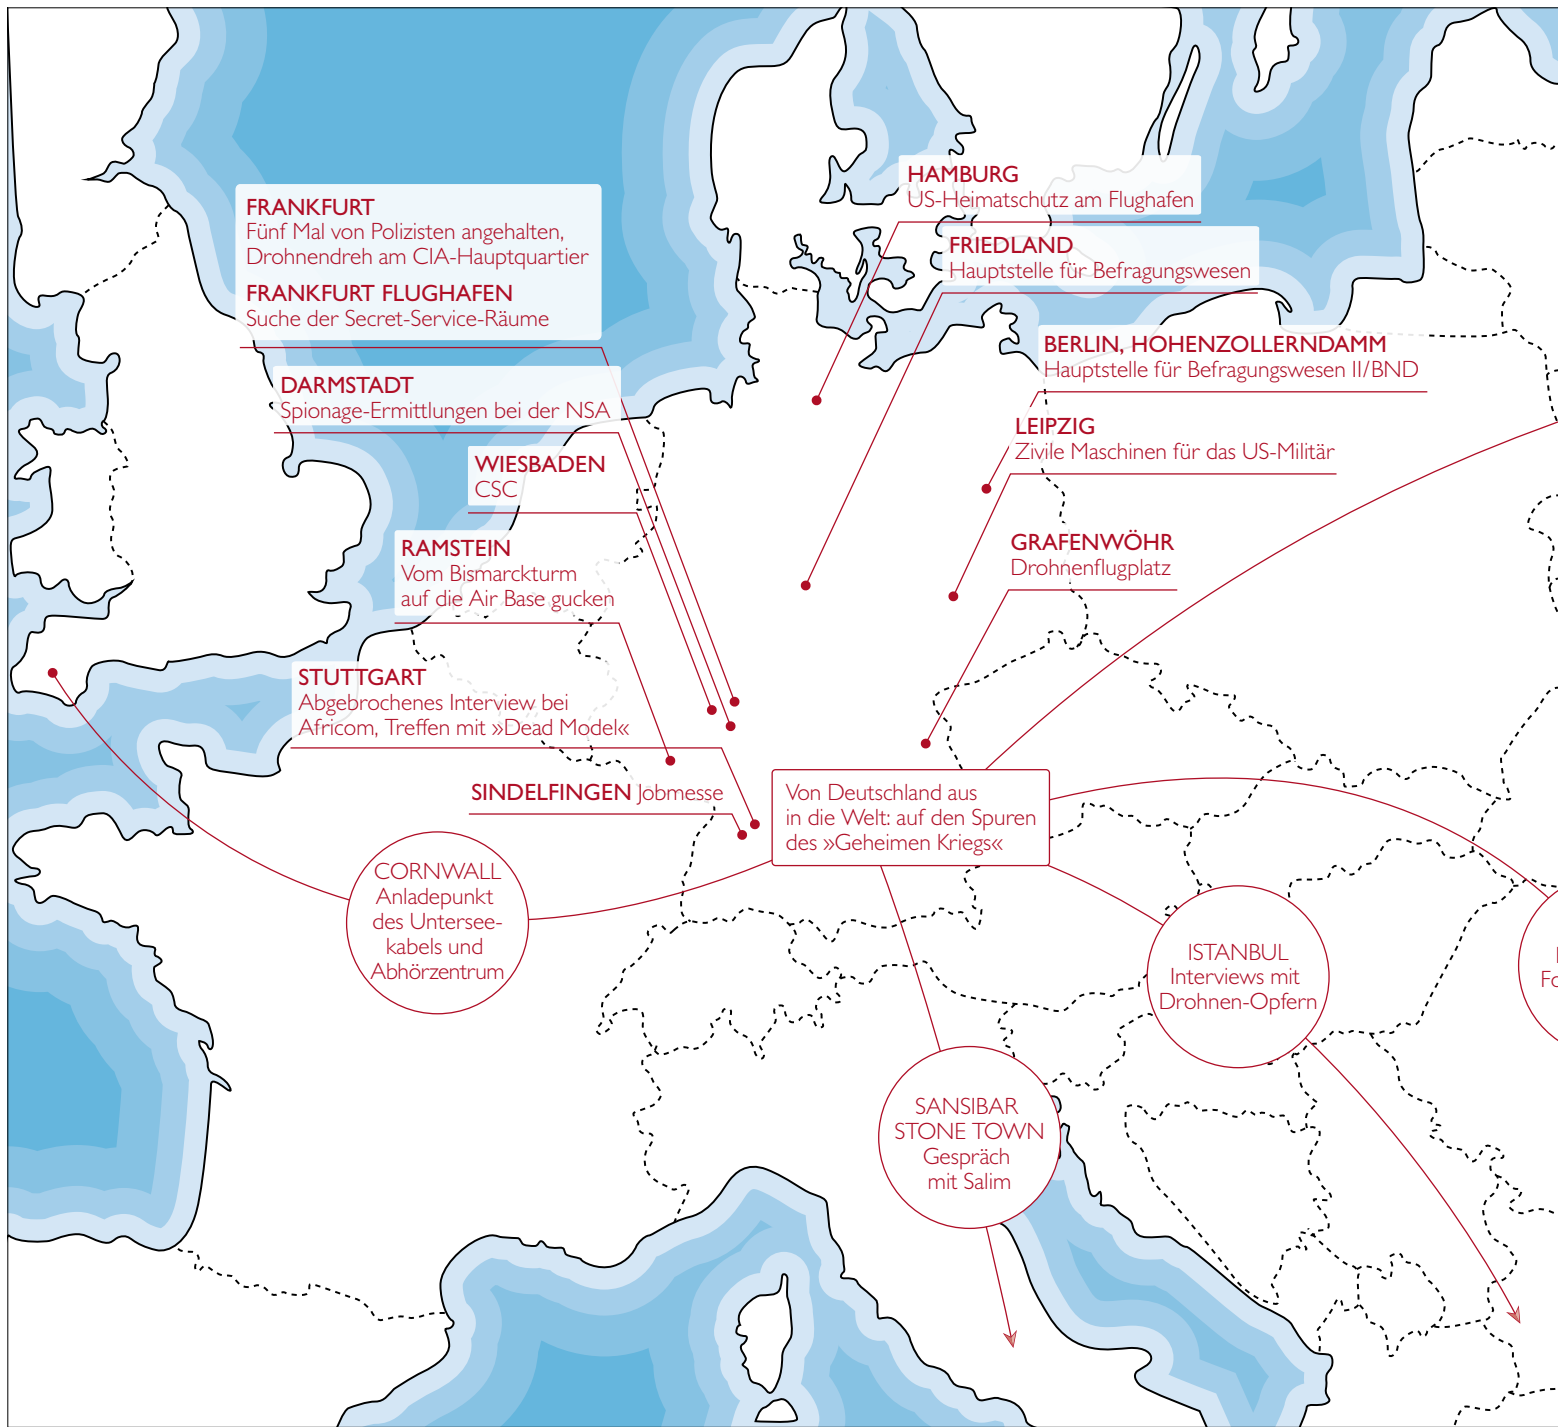 FRANKFURT
Fünf Mal von Polizisten angehalten,
Drohnendreh am CIA-Hauptquartier
FRANKFURT FLUGHAFEN
Suche der Secret-Service-Räume
DARMSTADT
Spionage-Ermittlungen bei der NSA
WIESBADEN
CSC
RAMSTEIN
Vom Bismarckturm
auf die Air Base gucken
STUTTGART
Abgebrochenes Interview bei
Africom, Treffen mit »Dead Model«
SINDELFINGEN Jobmesse
HAMBURG
US-Heimatschutz am Flughafen
FRIEDLAND
Hauptstelle für Befragungswesen
BERLIN, HOHENZOLLERNDAMM
Hauptstelle für Befragungswesen II/BND
LEIPZIG
Zivile Maschinen für das US-Militär
GRAFENWÖHR
Drohnenflugplatz
Von Deutschland aus
in die Welt: auf den Spuren
des »Geheimen Kriegs«
CORNWALL
Anladepunkt
des Untersee-
kabels und
Abhörzentrum
ISTANBUL
Interviews mit
Drohnen-Opfern
SANSIBAR
STONE TOWN
Gespräch
mit Salim